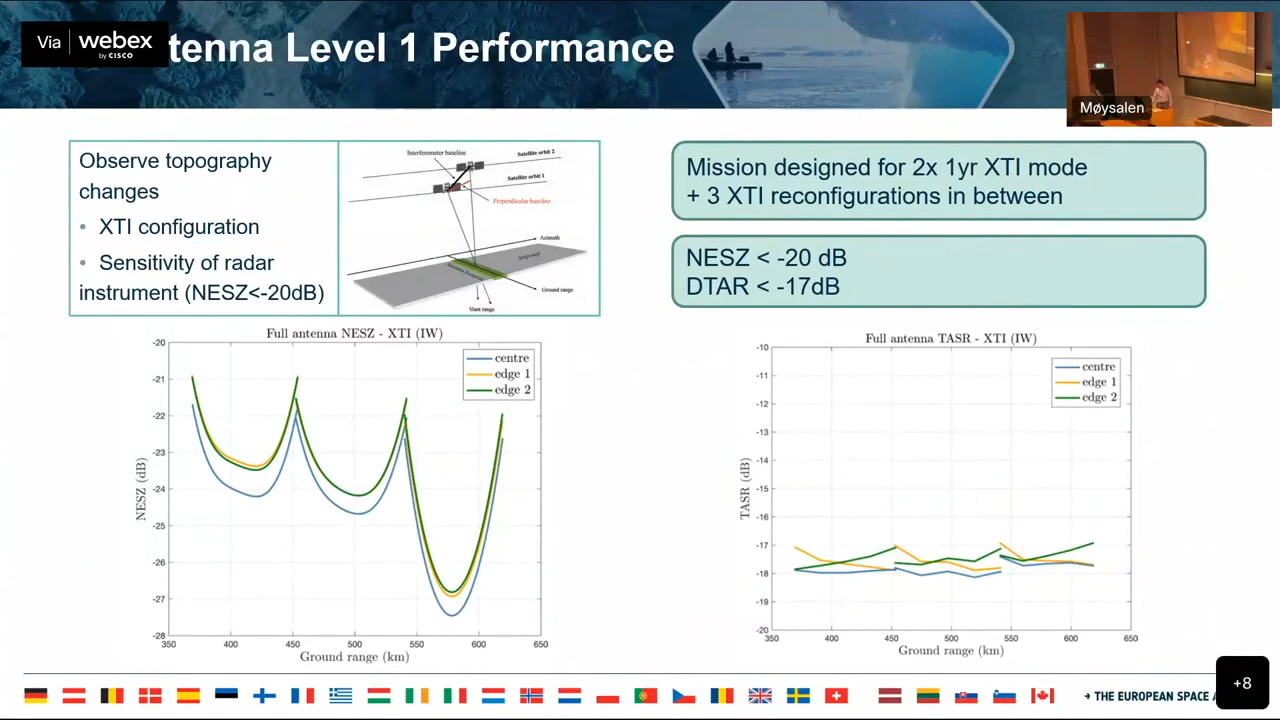 Via webex
by CISCO
tenna Level 1 Performance
Møysalen
Observe topography
changes
• XTI configuration
• Sensitivity of radar
instrument (NESZ<-20dB)
Interferometer baseline
Satellite orbit 2
Satellite orbit 1
Perpendicular baseline
Azimuth
Ground range
Slant range
Mission designed for 2x 1yr XTI mode
+ 3 XTI reconfigurations in between
NESZ < -20 dB
DTAR < -17dB
Full antenna NESZ - XTI (IW)
centre
edge 1
edge 2
-20
-21
-22
-23
-24
-25
-26
-27
-28
NESZ (dB)
350 400 450 500 550 600 650
Ground range (km)
Full antenna TASR - XTI (IW)
centre
edge 1
edge 2
-10
-11
-12
-13
-14
-15
-16
-17
-18
-19
-20
TASR (dB)
350 400 450 500 550 600 650
Ground range (km)
→ THE EUROPEAN SPACE
+8